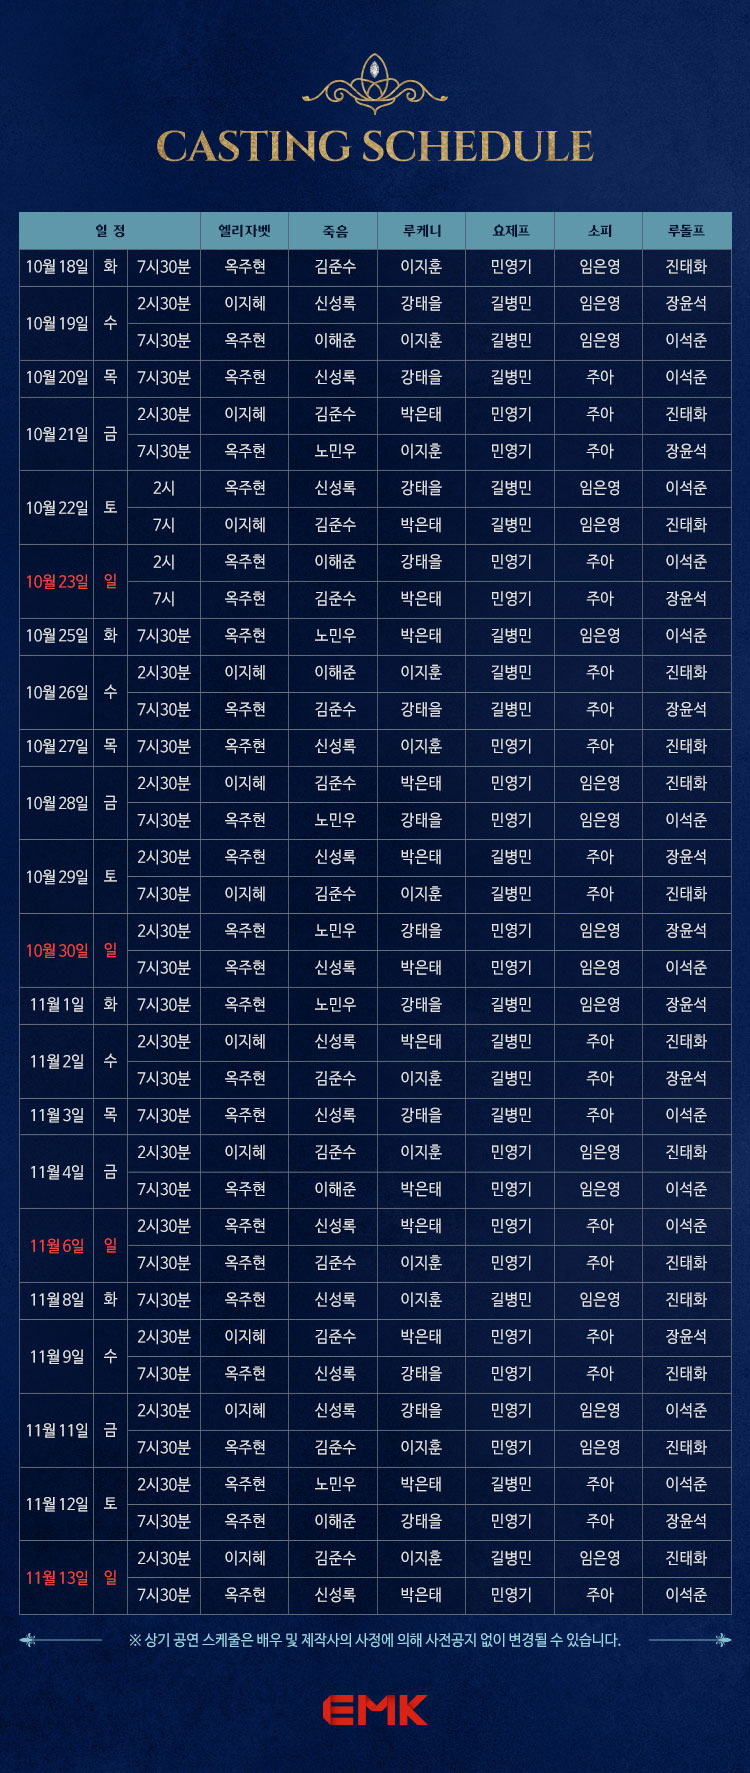 CASTING SCHEDULE
일 정 엘리자벳 죽음 루케니 요제프 소피 루돌프
10월 18일 화 7시30분 옥주현 김준수 이지훈 민영기 임은영 진태화
10월 19일 수 2시30분 이지혜 신성록 강태을 길병민 임은영 장윤석
7시30분 옥주현 이해준 이지훈 길병민 임은영 이석준
10월 20일 목 7시30분 옥주현 신성록 강태을 길병민 주아 이석준
10월 21일 금 2시30분 이지혜 김준수 박은태 민영기 주아 진태화
7시30분 옥주현 노민우 이지훈 민영기 주아 장윤석
10월 22일 토 2시 옥주현 신성록 강태을 길병민 임은영 이석준
7시 이지혜 김준수 박은태 길병민 임은영 진태화
10월 23일 일 2시 옥주현 이해준 강태을 민영기 주아 이석준
7시 옥주현 김준수 박은태 민영기 주아 장윤석
10월 25일 화 7시30분 옥주현 노민우 박은태 길병민 임은영 이석준
10월 26일 수 2시30분 이지혜 이해준 이지훈 길병민 주아 진태화
7시30분 옥주현 김준수 강태을 길병민 주아 장윤석
10월 27일 목 7시30분 옥주현 신성록 이지훈 민영기 주아 진태화
10월 28일 금 2시30분 이지혜 김준수 박은태 민영기 임은영 진태화
7시30분 옥주현 노민우 강태을 민영기 임은영 이석준
10월 29일 토 2시30분 옥주현 신성록 박은태 길병민 주아 장윤석
7시30분 이지혜 김준수 이지훈 길병민 주아 진태화
10월 30일 일 2시30분 옥주현 노민우 강태을 민영기 임은영 장윤석
7시30분 옥주현 신성록 박은태 민영기 임은영 이석준
11월 1일 화 7시30분 옥주현 노민우 강태을 길병민 임은영 장윤석
11월 2일 수 2시30분 이지혜 신성록 박은태 길병민 주아 진태화
7시30분 옥주현 김준수 이지훈 길병민 주아 장윤석
11월 3일 목 7시30분 옥주현 신성록 강태을 길병민 주아 이석준
11월 4일 금 2시30분 이지혜 김준수 이지훈 민영기 임은영 진태화
7시30분 옥주현 이해준 박은태 민영기 임은영 이석준
11월 6일 일 2시30분 옥주현 신성록 박은태 민영기 주아 이석준
7시30분 옥주현 김준수 이지훈 민영기 주아 진태화
11월 8일 화 7시30분 옥주현 신성록 이지훈 길병민 임은영 진태화
11월 9일 수 2시30분 이지혜 김준수 박은태 민영기 주아 장윤석
7시30분 옥주현 신성록 강태을 민영기 주아 진태화
11월 11일 금 2시30분 이지혜 신성록 강태을 민영기 임은영 이석준
7시30분 옥주현 김준수 이지훈 민영기 임은영 진태화
11월 12일 토 2시30분 옥주현 노민우 박은태 길병민 주아 이석준
7시30분 옥주현 이해준 강태을 민영기 주아 장윤석
11월 13일 일 2시30분 이지혜 김준수 이지훈 길병민 임은영 진태화
7시30분 옥주현 신성록 박은태 민영기 주아 이석준
※ 상기 공연 스케줄은 배우 및 제작사의 사정에 의해 사전공지 없이 변경될 수 있습니다.
EMK